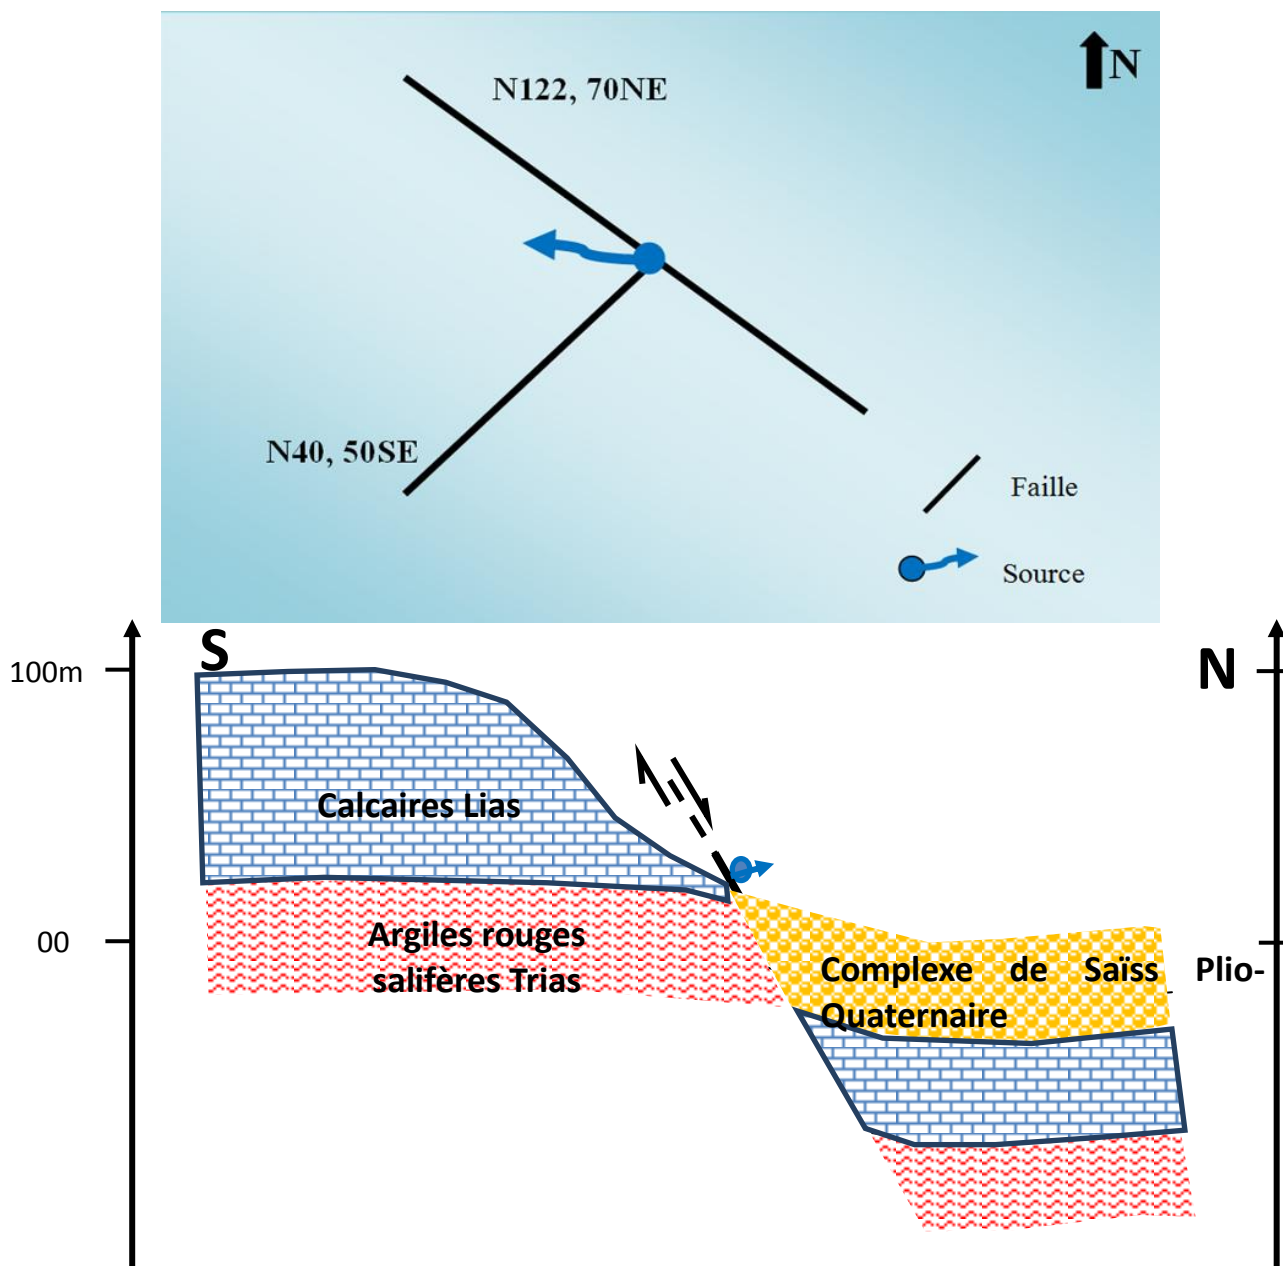 N
N122, 70NE
N40, 50SE
Faille
Source
S
N
100m
Calcaires Lias
00
Argiles rouges
salifères Trias
Complexe de Saïss Plio-
Quaternaire